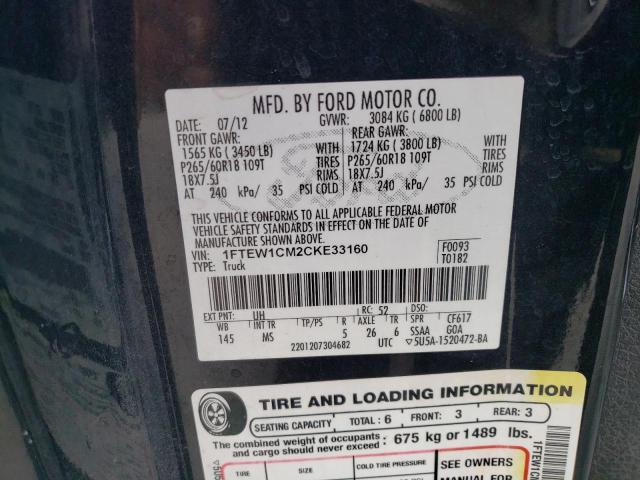 MFD. BY FORD MOTOR CO.
DATE: 07/12 GVWR: 3084 KG ( 6800 LB)
FRONT GAWR: REAR GAWR:
1565 KG ( 3450 LB) WITH 1724 KG ( 3800 LB) WITH
P265/60R18 109T TIRES P265/60R18 109T TIRES
18X7.5J RIMS 18X7.5J RIMS
AT 240 kPa/ 35 PSI COLD AT 240 kPa/ 35 PSI COLD
THIS VEHICLE CONFORMS TO ALL APPLICABLE FEDERAL MOTOR
VEHICLE SAFETY STANDARDS IN EFFECT ON THE DATE OF
MANUFACTURE SHOWN ABOVE.
VIN: 1FTEW1CM2CKE33160 F0093
TYPE: Truck T0182
EXT PNT: UH RC: 52 DSO:
WB INT TR TP/PS R AXLE TR SPR CF617
145 MS 5 26 6 SSAA GOA
2201207304682 UTC 5U5A-1520472-BA
TIRE AND LOADING INFORMATION
SEATING CAPACITY TOTAL: 6 FRONT: 3 REAR: 3
The combined weight of occupants and cargo should never exceed: 675 kg or 1489 lbs.
TIRE SIZE COLD TIRE PRESSURE SEE OWNERS
MANUAL FOR
1FTEW1C